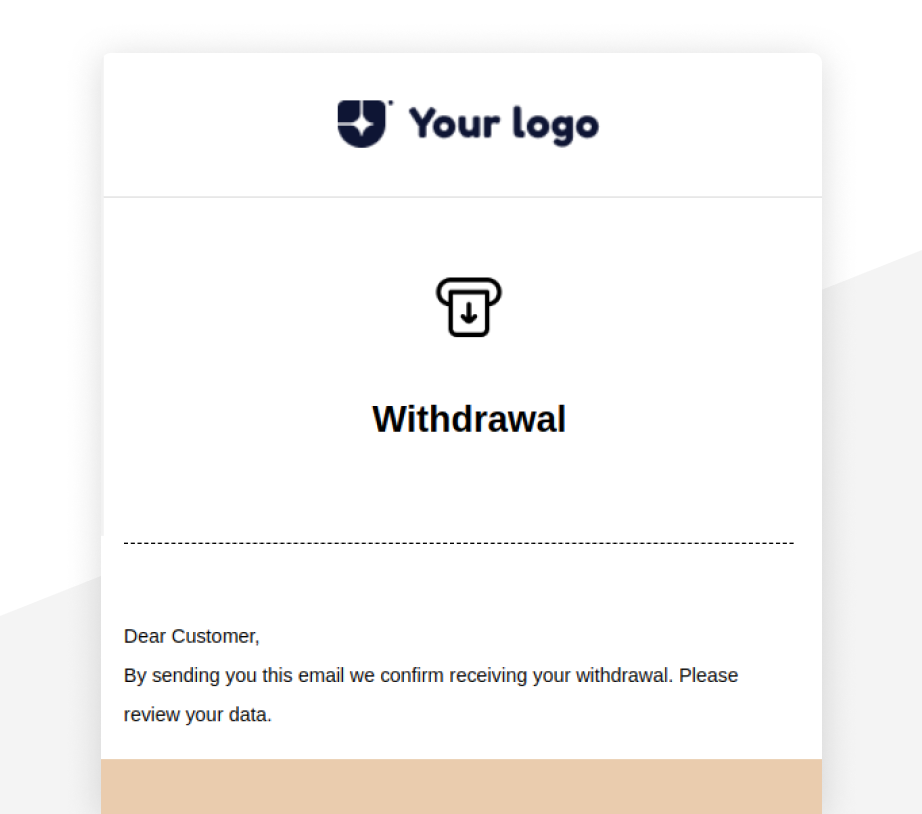 Your logo
Withdrawal
Dear Customer,
By sending you this email we confirm receiving your withdrawal. Please
review your data.